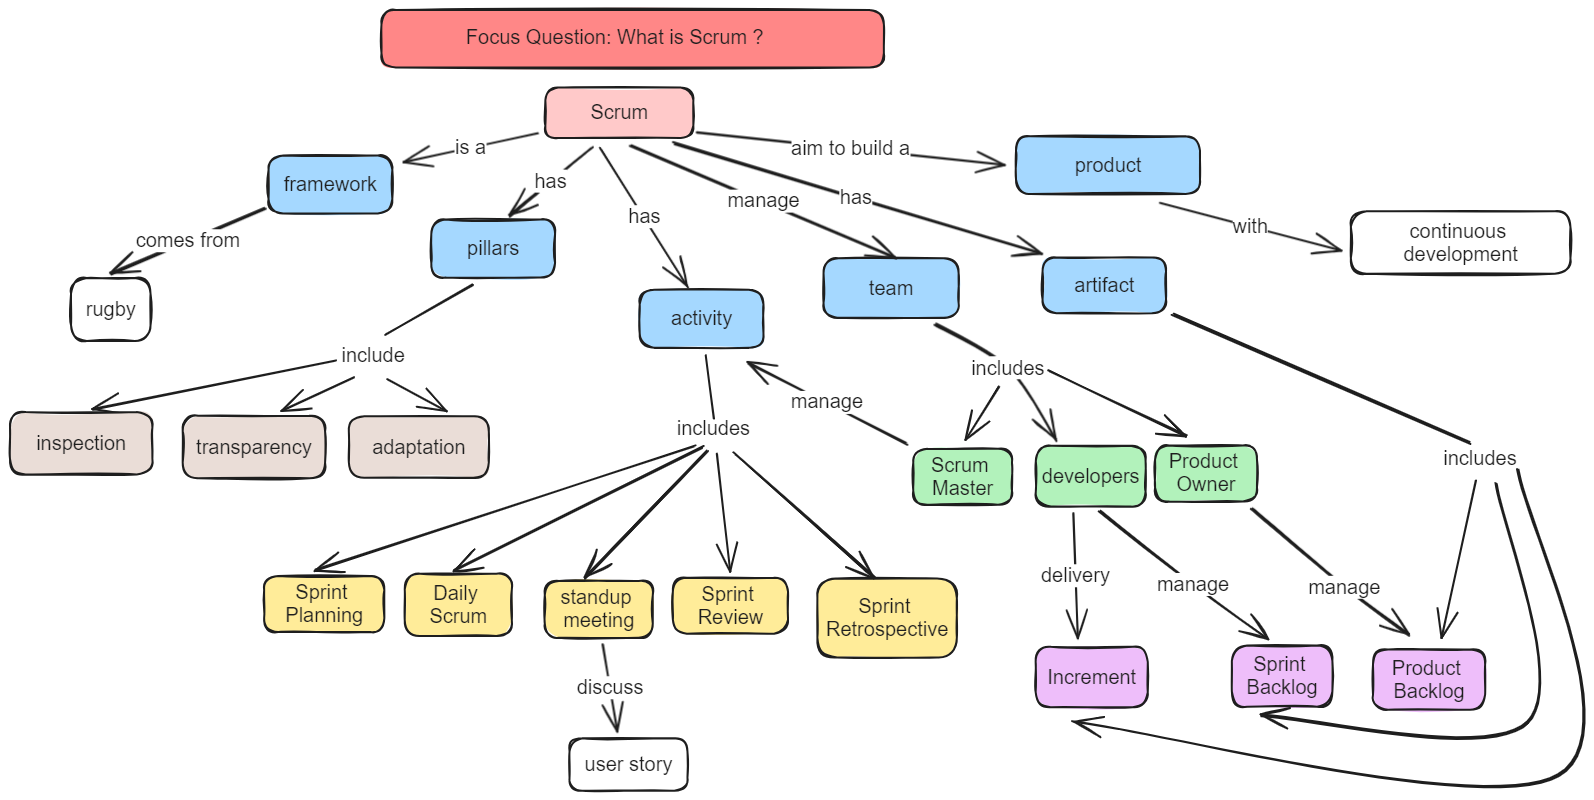 Focus Question: What is Scrum ?
Scrum
is a
aim to build a
product
framework
has
manage
has
has
with
continuous
development
comes from
pillars
rugby
team
artifact
activity
include
includes
manage
inspection
transparency
adaptation
includes
Scrum
Master
developers
Product
Owner
includes
Sprint
Planning
Daily
Scrum
standup
meeting
Sprint
Review
Sprint
Retrospective
delivery
manage
manage
discuss
Increment
Sprint
Backlog
Product
Backlog
user story